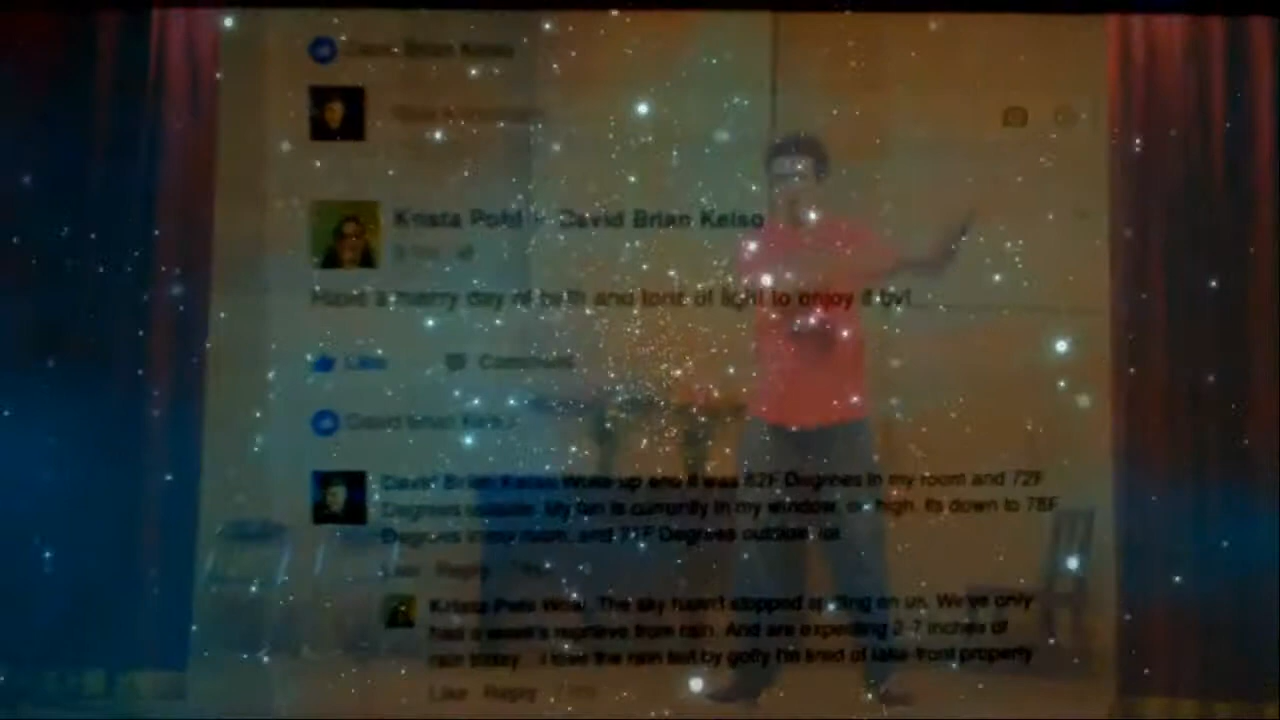 David Brian Kelso
Krista Pohl David Brian Kelso
Have a merry day of birth and tons of light to enjoy it by!
Like Comment
David Brian Kelso
David Brian Kelso Woke up and it was 82F Degrees in my room and 72F
Degrees outside. My fan is currently in my window, on high. Its down to 78F
Degrees in my room, and 71F Degrees outdoor
Like Reply
Krista Pohl Wow. The sky hasn't stopped spitting on us. We've only
had a week's reprieve from rain. And are expecting 3-7 inches of
rain today. I love the rain but by golly I'm tired of lake-front property
Like Reply